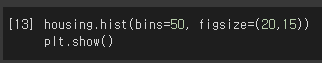 [13] housing.hist(bins=50, figsize=(20,15))
plt.show()